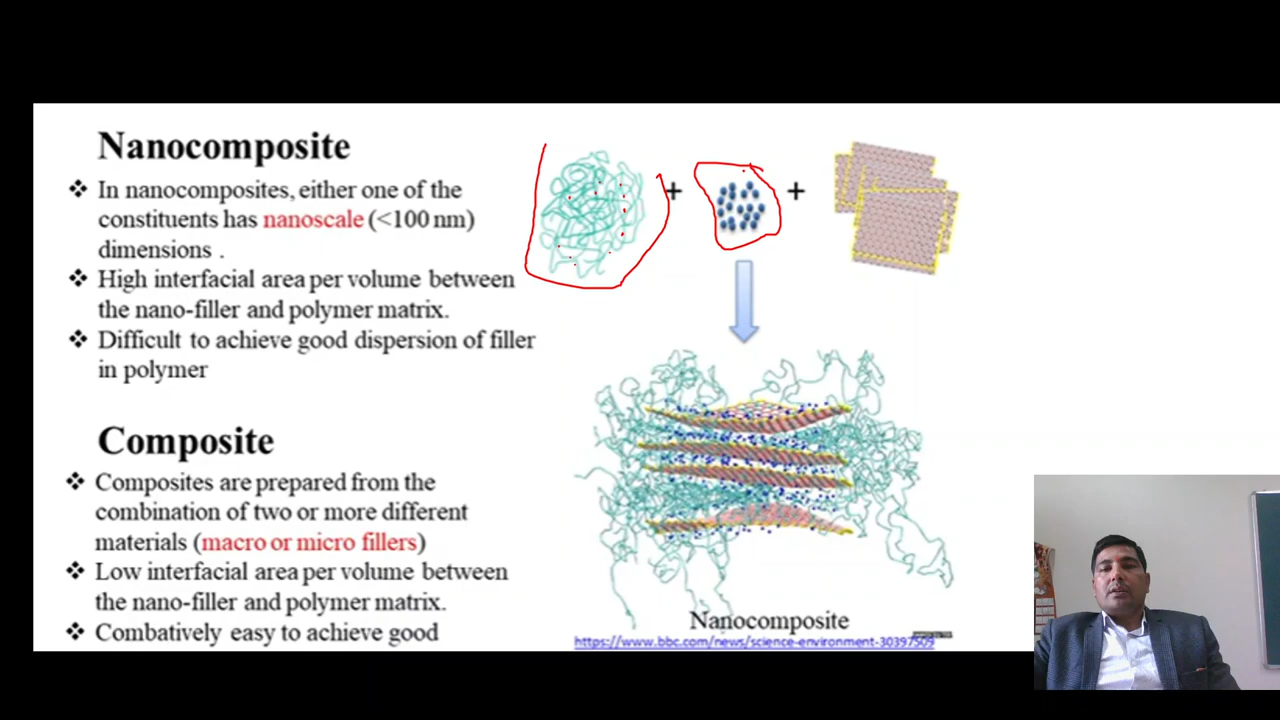 Nanocomposite
❖ In nanocomposites, either one of the
constituents has nanoscale (<100 nm)
dimensions .
❖ High interfacial area per volume between
the nano-filler and polymer matrix.
❖ Difficult to achieve good dispersion of filler
in polymer
Composite
❖ Composites are prepared from the
combination of two or more different
materials (macro or micro fillers)
❖ Low interfacial area per volume between
the nano-filler and polymer matrix.
❖ Combatively easy to achieve good
+ +
Nanocomposite
https://www.bbc.com/news/science-environment-30397509